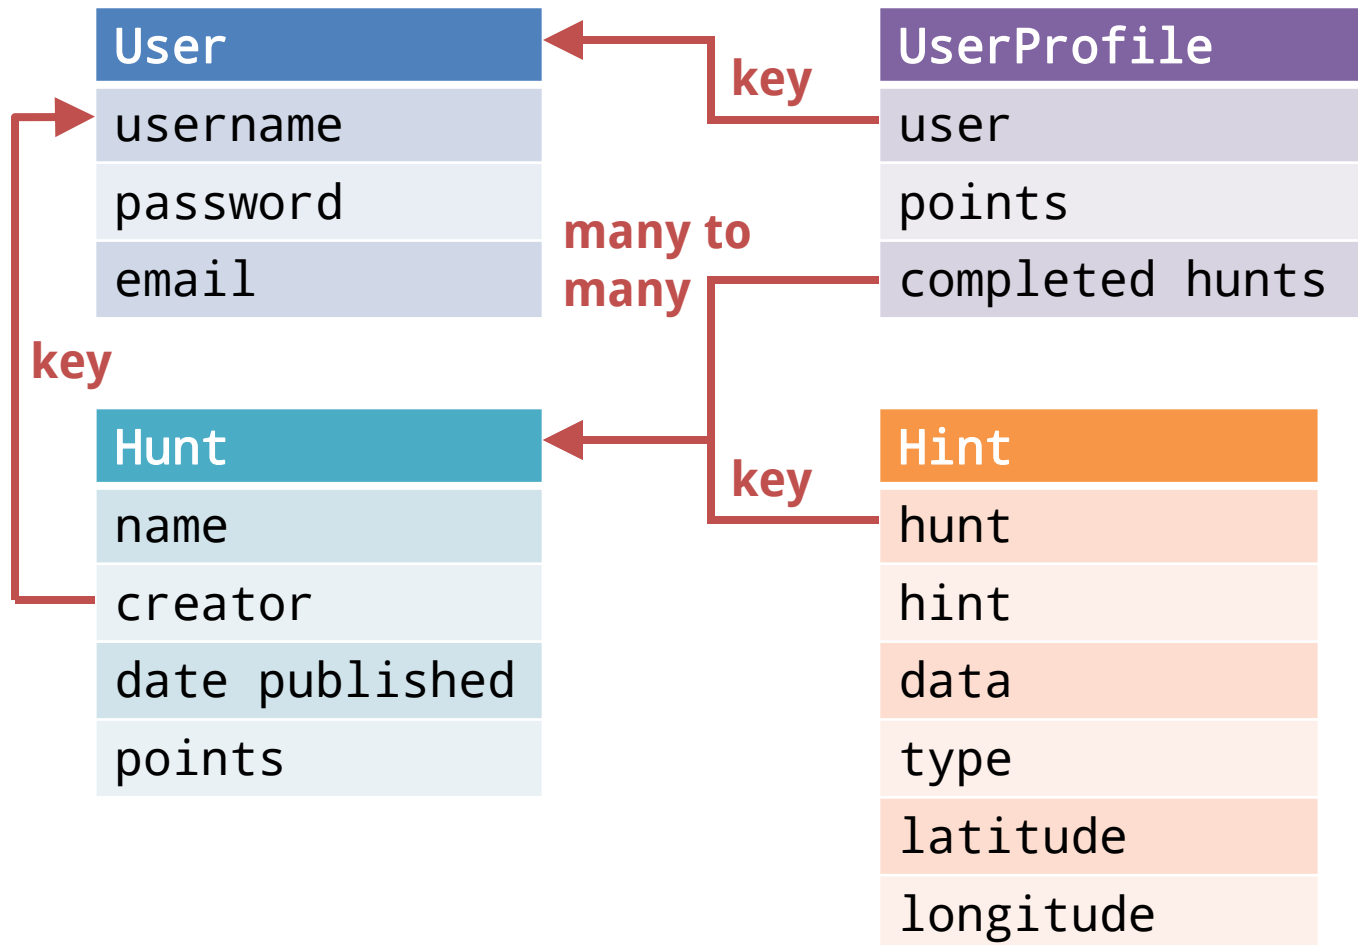 User
username
password
email
key
UserProfile
user
points
completed hunts
many to
many
key
Hunt
name
creator
date published
points
key
Hint
hunt
hint
data
type
latitude
longitude